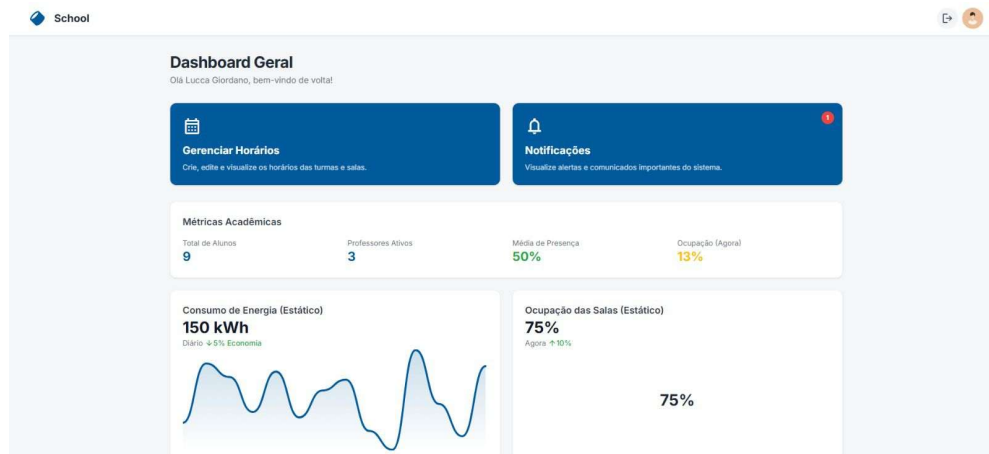 School
Dashboard Geral
Olá Lucca Giordano, bem-vindo de volta!
Gerenciar Horários
Crie, edite e visualize os horários das turmas e salas.
1
Notificações
Visualize alertas e comunicados importantes do sistema.
Métricas Acadêmicas
Total de Alunos
9
Professores Ativos
3
Média de Presença
50%
Ocupação (Agora)
13%
Consumo de Energia (Estático)
150 kWh
Diário ↓5% Economia
Ocupação das Salas (Estático)
75%
Agora ↑10%
75%